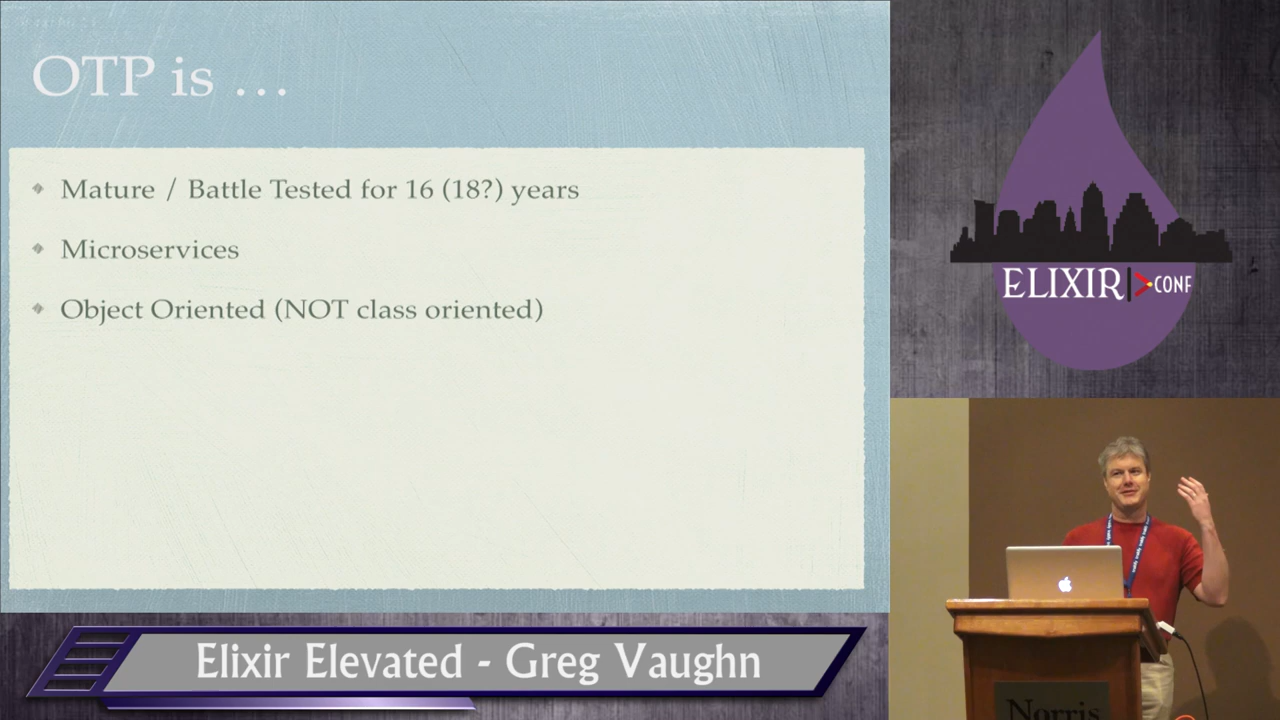 OTP is …
Mature / Battle Tested for 16 (18?) years
Microservices
Object Oriented (NOT class oriented)
ELIXIR CONF
Elixir Elevated - Greg Vaughn
Norris